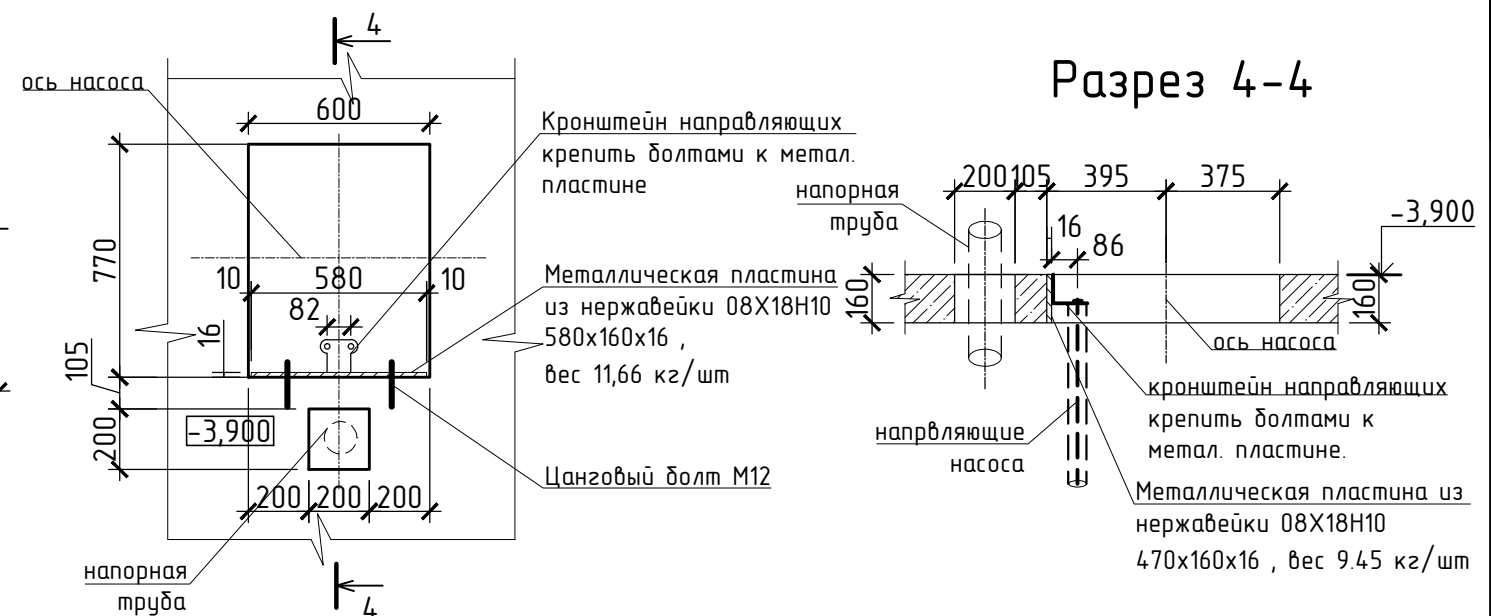 4
ось насоса
600
Кронштейн направляющих
крепить болтами к метал.
пластине
770
10
580
10
82
16
105
200
Металлическая пластина
из нержавейки 08Х18Н10
580х160х16 ,
вес 11,66 кг/шт
-3,900
Цанговый болт М12
200
200
200
напорная
труба
4
Разрез 4-4
напорная
труба
200
105
395
375
-3,900
16
86
160
160
ось насоса
кронштейн направляющих
крепить болтами к
метал. пластине.
напрвляющие
насоса
Металлическая пластина из
нержавейки 08Х18Н10
470х160х16 , вес 9.45 кг/шт